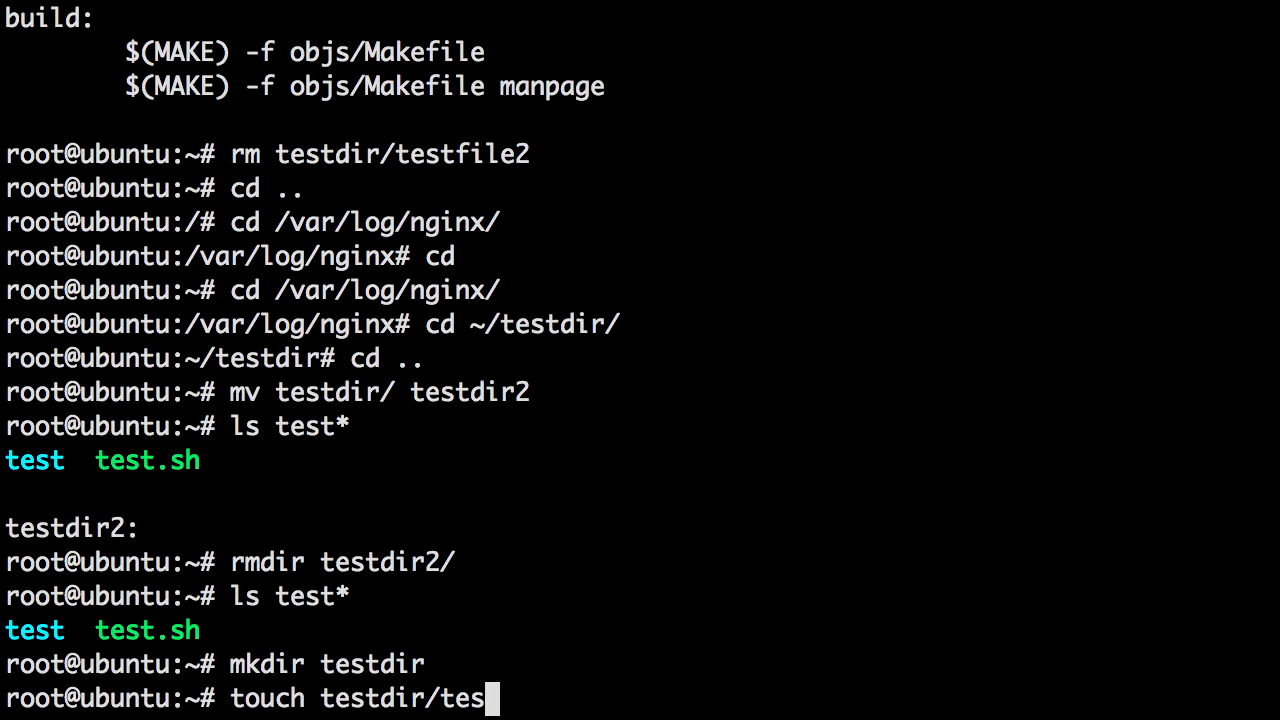 build:
        $(MAKE) -f objs/Makefile
        $(MAKE) -f objs/Makefile manpage
root@ubuntu:~# rm testdir/testfile2
root@ubuntu:~# cd ..
root@ubuntu:/# cd /var/log/nginx/
root@ubuntu:/var/log/nginx# cd
root@ubuntu:~# cd /var/log/nginx/
root@ubuntu:/var/log/nginx# cd ~/testdir/
root@ubuntu:~/testdir# cd ..
root@ubuntu:~# mv testdir/ testdir2
root@ubuntu:~# ls test*
test  test.sh
testdir2:
root@ubuntu:~# rmdir testdir2/
root@ubuntu:~# ls test*
test  test.sh
root@ubuntu:~# mkdir testdir
root@ubuntu:~# touch testdir/tes